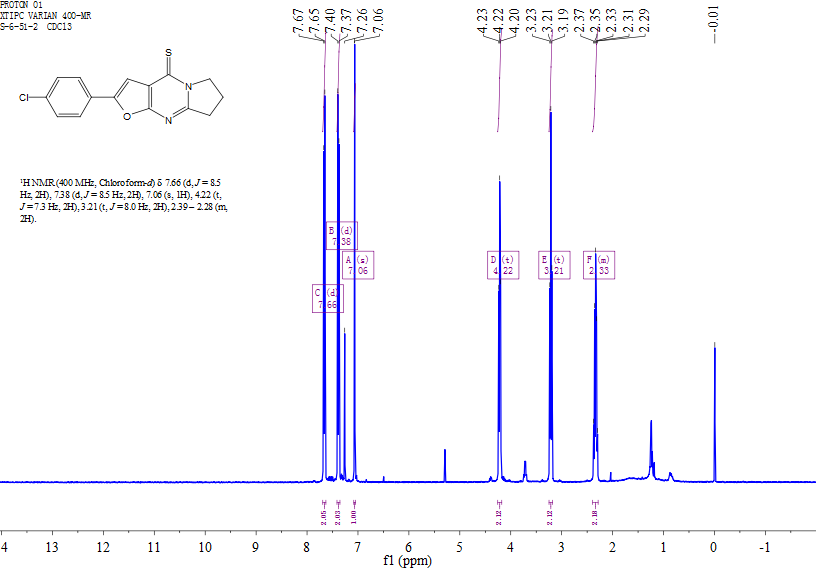 PROTON 01
XTIPC VARIAN 400-MR
S-6-51-2 CDCl3
7.67
7.65
7.40
7.37
7.26
7.06
4.23
4.22
4.20
3.23
3.21
3.19
2.37
2.35
2.33
2.31
2.29
-0.01
S
N
Cl
O
N
¹H NMR (400 MHz, Chloroform-d) δ 7.66 (d, J = 8.5
Hz, 2H), 7.38 (d, J = 8.5 Hz, 2H), 7.06 (s, 1H), 4.22 (t,
J = 7.3 Hz, 2H), 3.21 (t, J = 8.0 Hz, 2H), 2.39 – 2.28 (m,
2H).
B (d)
7.38
A (s)
7.06
C (d)
7.66
D (t)
4.22
E (t)
3.21
F (m)
2.33
2.05
2.03
1.00
2.12
2.12
2.18
4 13 12 11 10 9 8 7 6 5 4 3 2 1 0 -1
f1 (ppm)